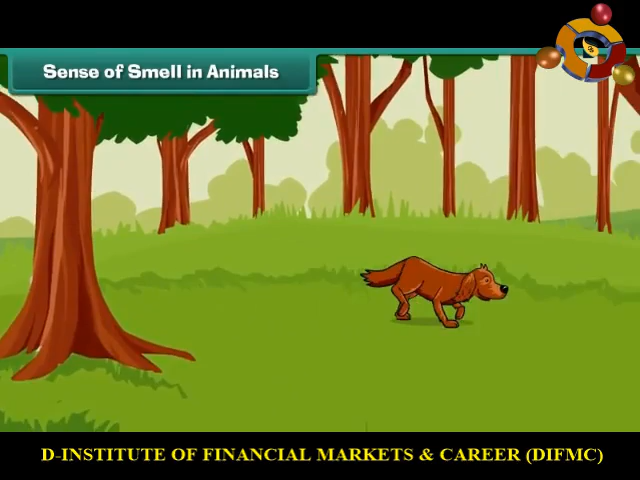 Sense of Smell in Animals
D-INSTITUTE OF FINANCIAL MARKETS & CAREER (DIFMC)